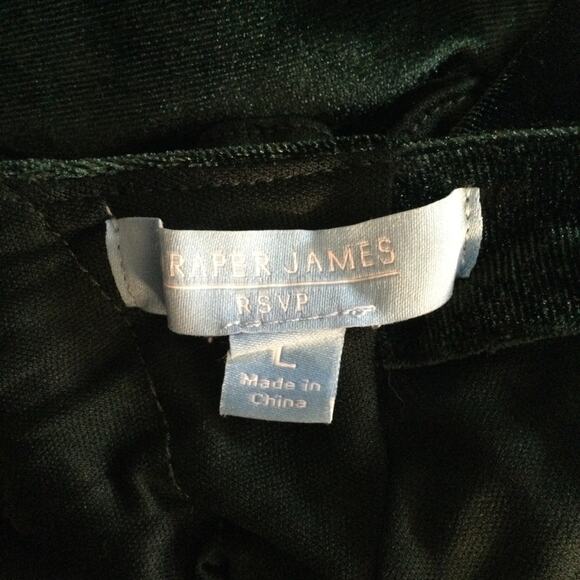 RAPER JAMES
RSVP
L
Made in
China